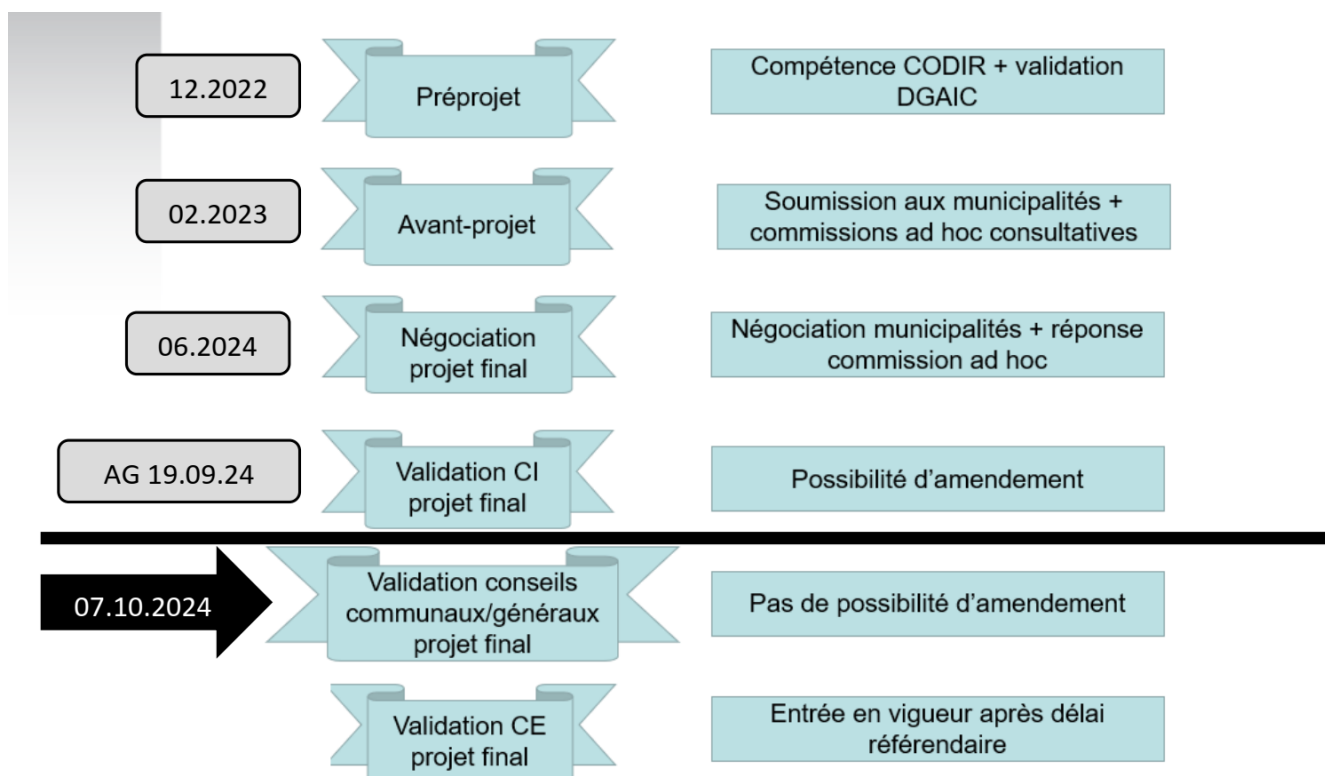 12.2022
Préprojet
Compétence CODIR + validation
DGAIC
02.2023
Avant-projet
Soumission aux municipalités +
commissions ad hoc consultatives
06.2024
Négociation
projet final
Négociation municipalités + réponse
commission ad hoc
AG 19.09.24
Validation CI
projet final
Possibilité d’amendement
07.10.2024
Validation conseils
communaux/généraux
projet final
Pas de possibilité d’amendement
Validation CE
projet final
Entrée en vigueur après délai
référendaire